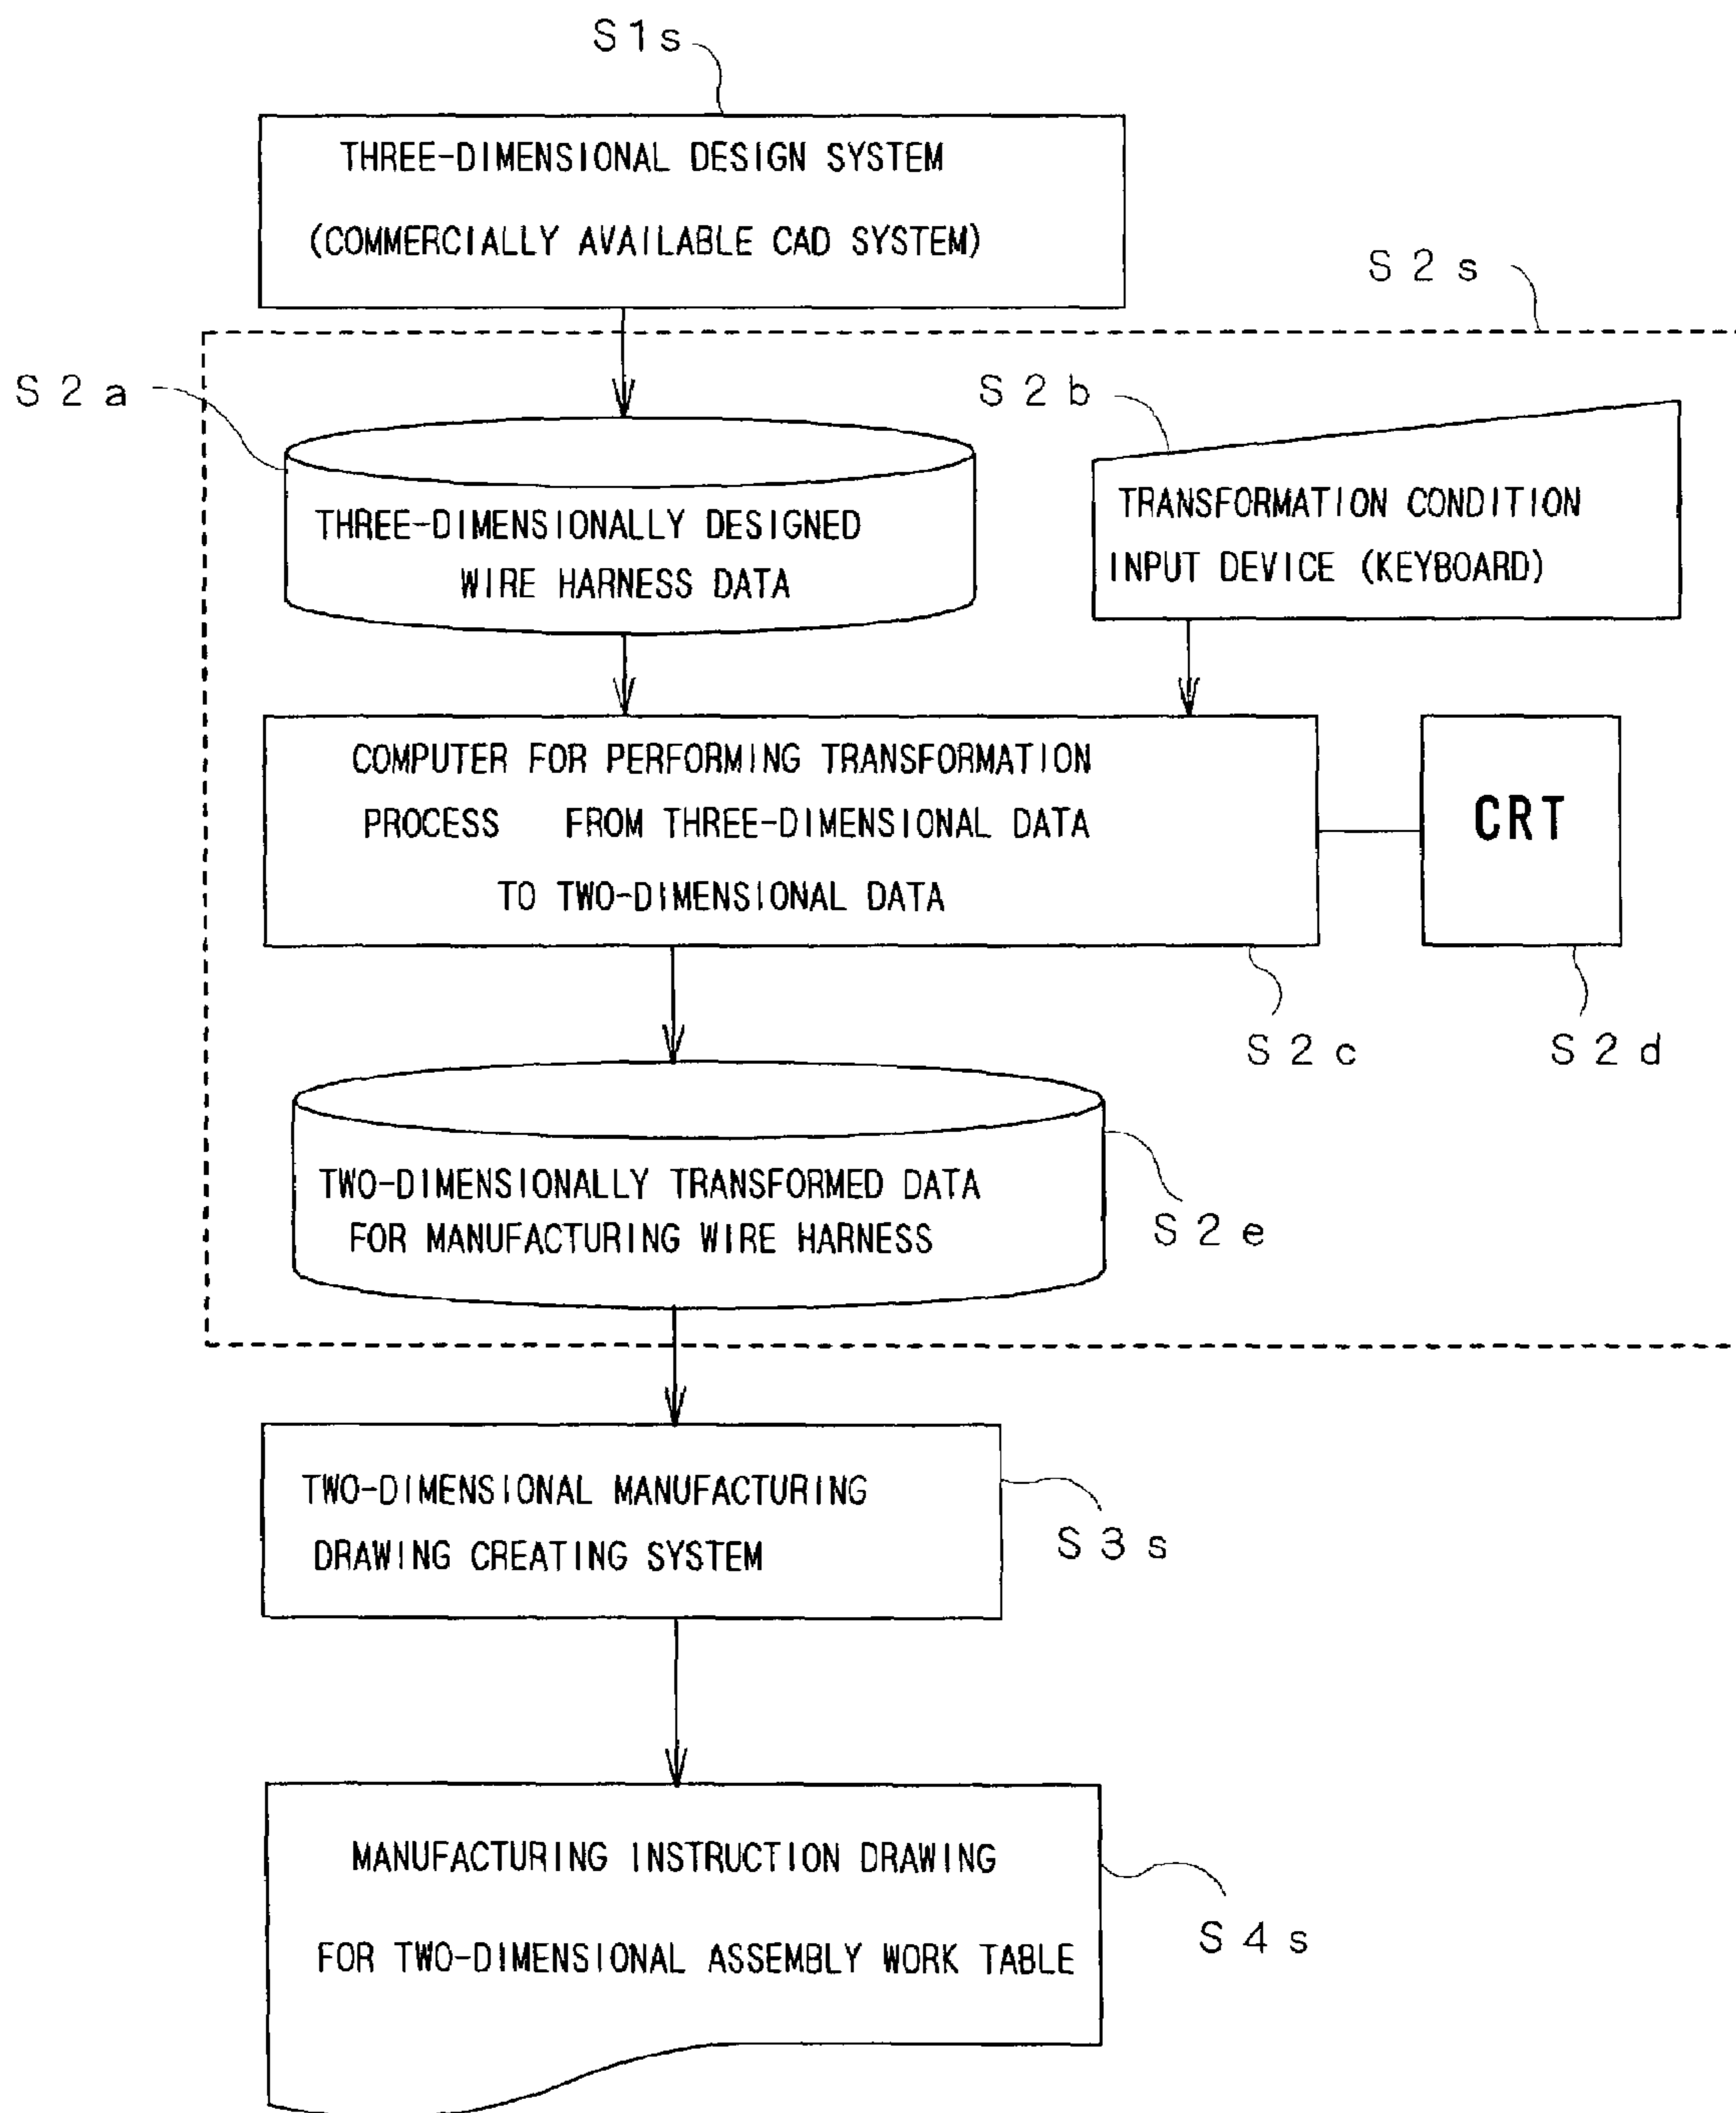 S1s
THREE-DIMENSIONAL DESIGN SYSTEM
(COMMERCIALLY AVAILABLE CAD SYSTEM)
S2s
S2a
S2b
THREE-DIMENSIONALLY DESIGNED
WIRE HARNESS DATA
TRANSFORMATION CONDITION
INPUT DEVICE (KEYBOARD)
COMPUTER FOR PERFORMING TRANSFORMATION
PROCESS FROM THREE-DIMENSIONAL DATA
TO TWO-DIMENSIONAL DATA
CRT
S2c
S2d
TWO-DIMENSIONALLY TRANSFORMED DATA
FOR MANUFACTURING WIRE HARNESS
S2e
TWO-DIMENSIONAL MANUFACTURING
DRAWING CREATING SYSTEM
S3s
MANUFACTURING INSTRUCTION DRAWING
FOR TWO-DIMENSIONAL ASSEMBLY WORK TABLE
S4s